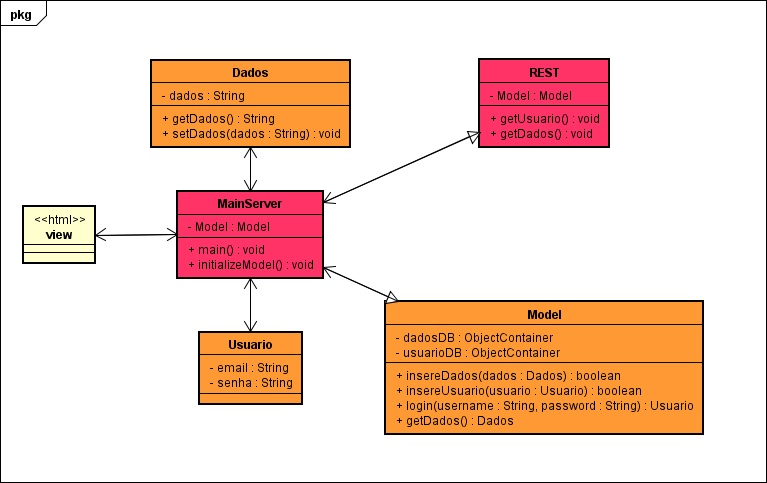 pkg
Dados
- dados : String
+ getDados() : String
+ setDados(dados : String) : void
REST
- Model : Model
+ getUsuario() : void
+ getDados() : void
MainServer
- Model : Model
+ main() : void
+ initializeModel() : void
<<html>>
view
Usuario
- email : String
- senha : String
Model
- dadosDB : ObjectContainer
- usuarioDB : ObjectContainer
+ insereDados(dados : Dados) : boolean
+ insereUsuario(usuario : Usuario) : boolean
+ login(username : String, password : String) : Usuario
+ getDados() : Dados